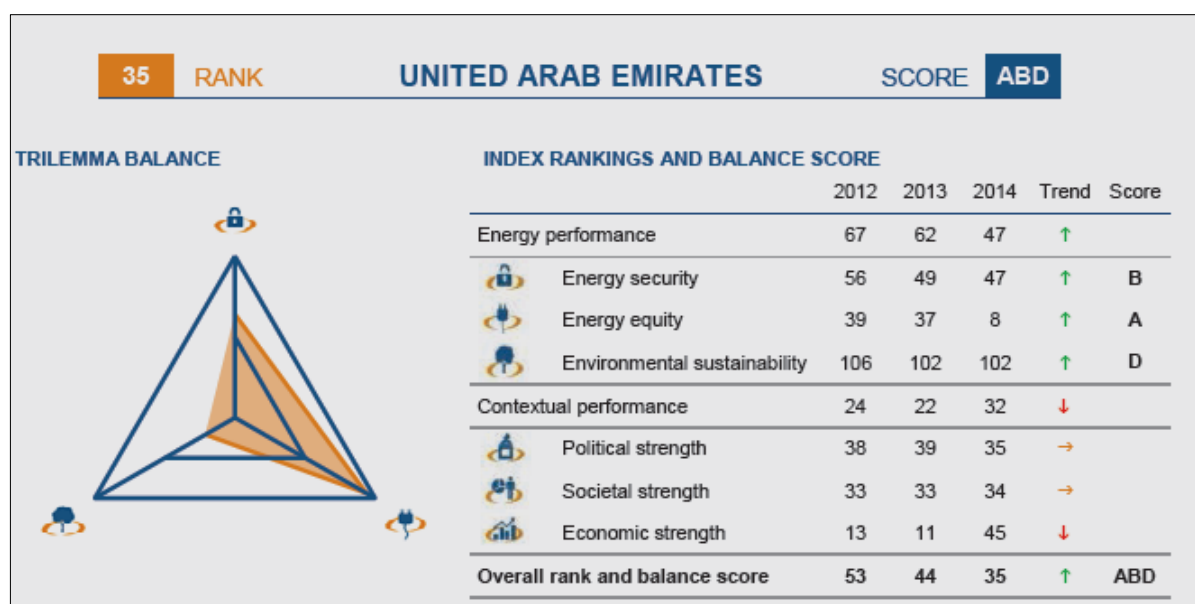 35 RANK UNITED ARAB EMIRATES SCORE ABD
TRILEMMA BALANCE
INDEX RANKINGS AND BALANCE SCORE
2012 2013 2014 Trend Score
Energy performance 67 62 47 ↑
Energy security 56 49 47 ↑ B
Energy equity 39 37 8 ↑ A
Environmental sustainability 106 102 102 ↑ D
Contextual performance 24 22 32 ↓
Political strength 38 39 35 →
Societal strength 33 33 34 →
Economic strength 13 11 45 ↓
Overall rank and balance score 53 44 35 ↑ ABD